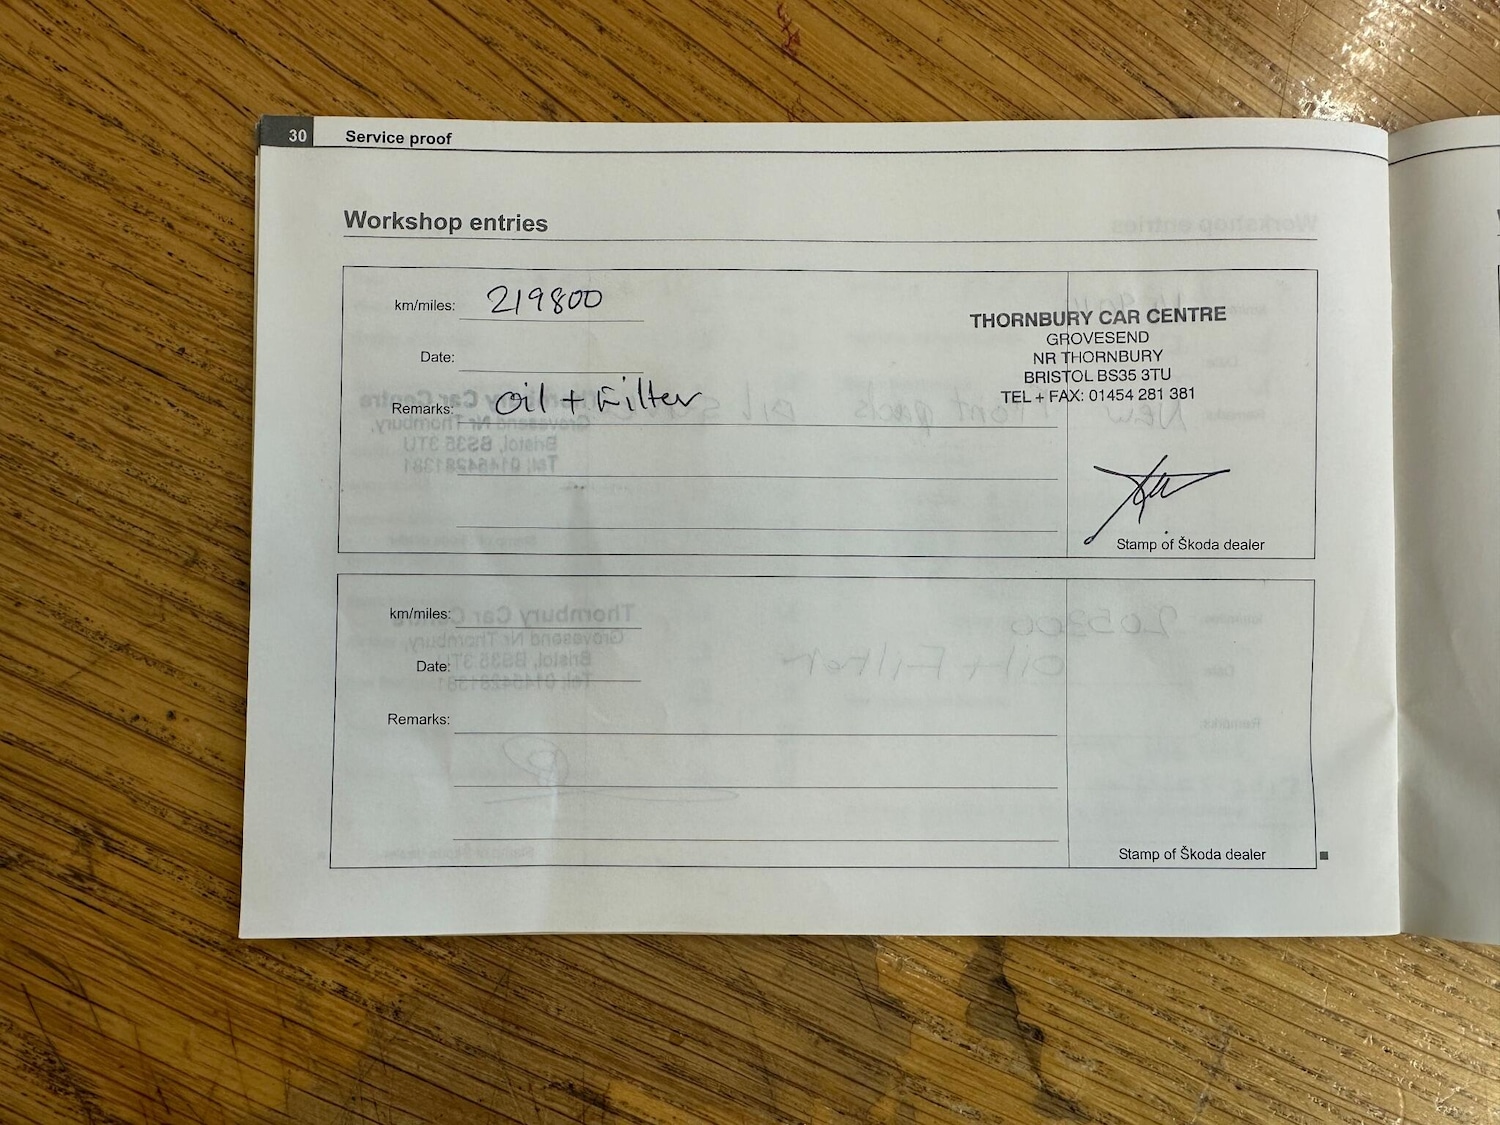 30 Service proof
Workshop entries
km/miles: 219800
Date:
Remarks: Oil + Filter
THORNBURY CAR CENTRE
GROVESEND
NR THORNBURY
BRISTOL BS35 3TU
TEL + FAX: 01454 281 381
Stamp of Škoda dealer
km/miles:
Date:
Remarks:
Stamp of Škoda dealer